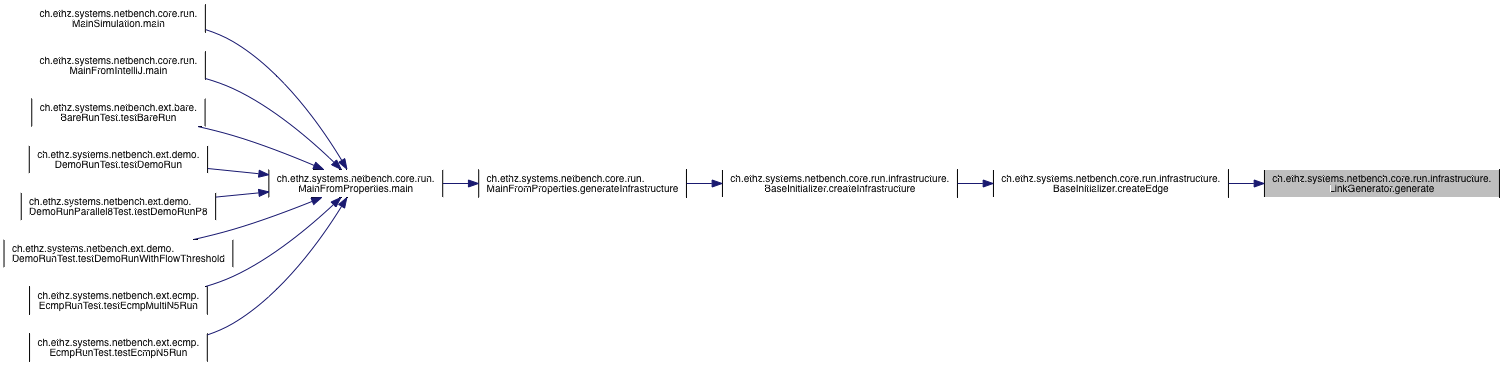 ch.ethz.systems.netbench.core.run.
MainSimulation.main
ch.ethz.systems.netbench.core.run.
MainFromIntelliJ.main
ch.ethz.systems.netbench.ext.bare.
BareRunTest.testBareRun
ch.ethz.systems.netbench.ext.demo.
DemoRunTest.testDemoRun
ch.ethz.systems.netbench.ext.demo.
DemoRunParallel8Test.testDemoRunP8
ch.ethz.systems.netbench.ext.demo.
DemoRunTest.testDemoRunWithFlowThreshold
ch.ethz.systems.netbench.ext.ecmp.
EcmpRunTest.testEcmpMultiN5Run
ch.ethz.systems.netbench.ext.ecmp.
EcmpRunTest.testEcmpN5Run
ch.ethz.systems.netbench.core.run.
MainFromProperties.main
ch.ethz.systems.netbench.core.run.
MainFromProperties.generateInfrastructure
ch.ethz.systems.netbench.core.run.infrastructure.
BaseInitializer.createInfrastructure
ch.ethz.systems.netbench.core.run.infrastructure.
BaseInitializer.createEdge
ch.ethz.systems.netbench.core.run.infrastructure.
LinkGenerator.generate